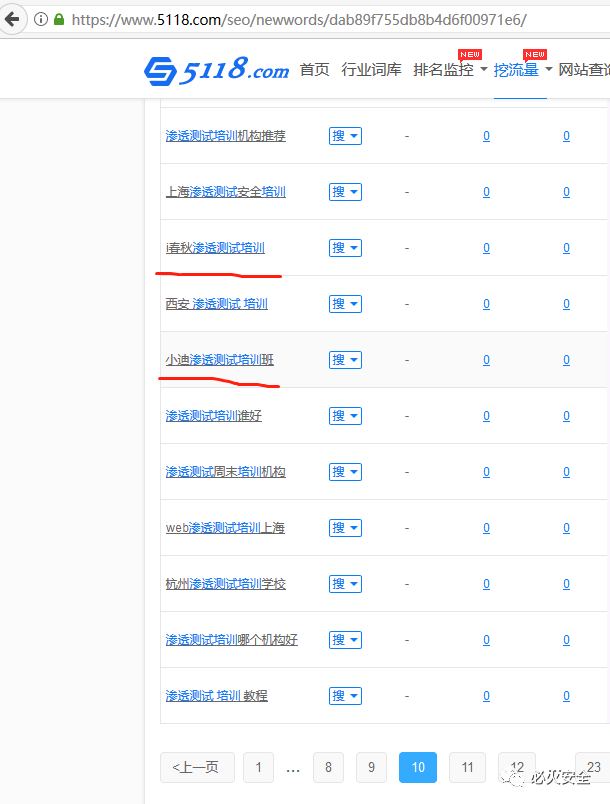 https://www.5118.com/seo/newwords/dab89f755db8b4d6f00971e6/
5118.com 首页 行业词库 排名监控 NEW 挖流量 NEW 网站查询
渗透测试培训机构推荐 搜 - 0 0
上海渗透测试安全培训 搜 - 0 0
i春秋渗透测试培训 搜 - 0 0
西安 渗透测试 培训 搜 - 0 0
小迪渗透测试培训班 搜 - 0 0
渗透测试培训谁好 搜 - 0 0
渗透测试周末培训机构 搜 - 0 0
web渗透测试培训上海 搜 - 0 0
杭州渗透测试培训学校 搜 - 0 0
渗透测试培训哪个机构好 搜 - 0 0
渗透测试 培训 教程 搜 - 0 0
<上一页 1 ... 8 9 10 11 12 23
必火安全